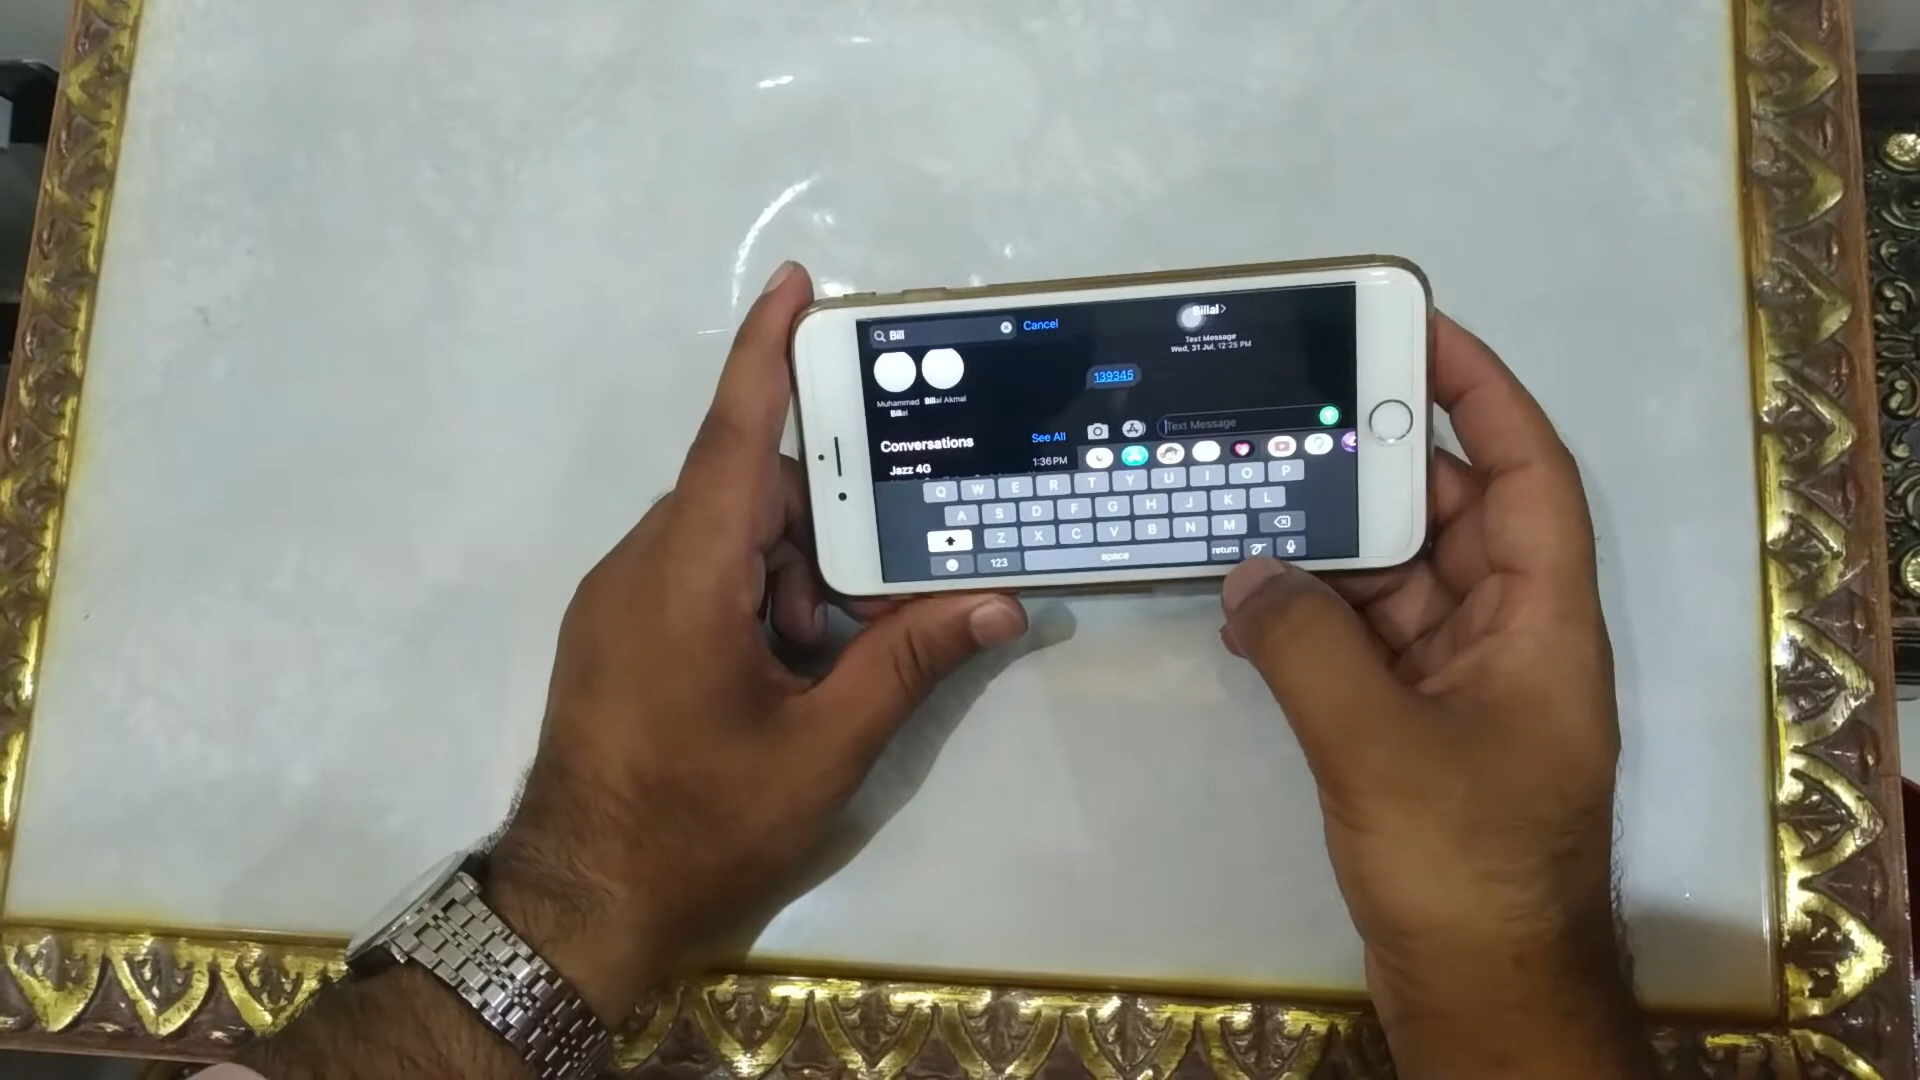 Bill
Cancel
Muhammad
Billal
Billal Akmal
Conversations
See All
Jazz 4G
1:36 PM
Billal
Text Message
Wed, 31 Jul, 12:25 PM
139345
Text Message
Q W E R T Y U I O P
A S D F G H J K L
Z X C V B N M
123
space
return